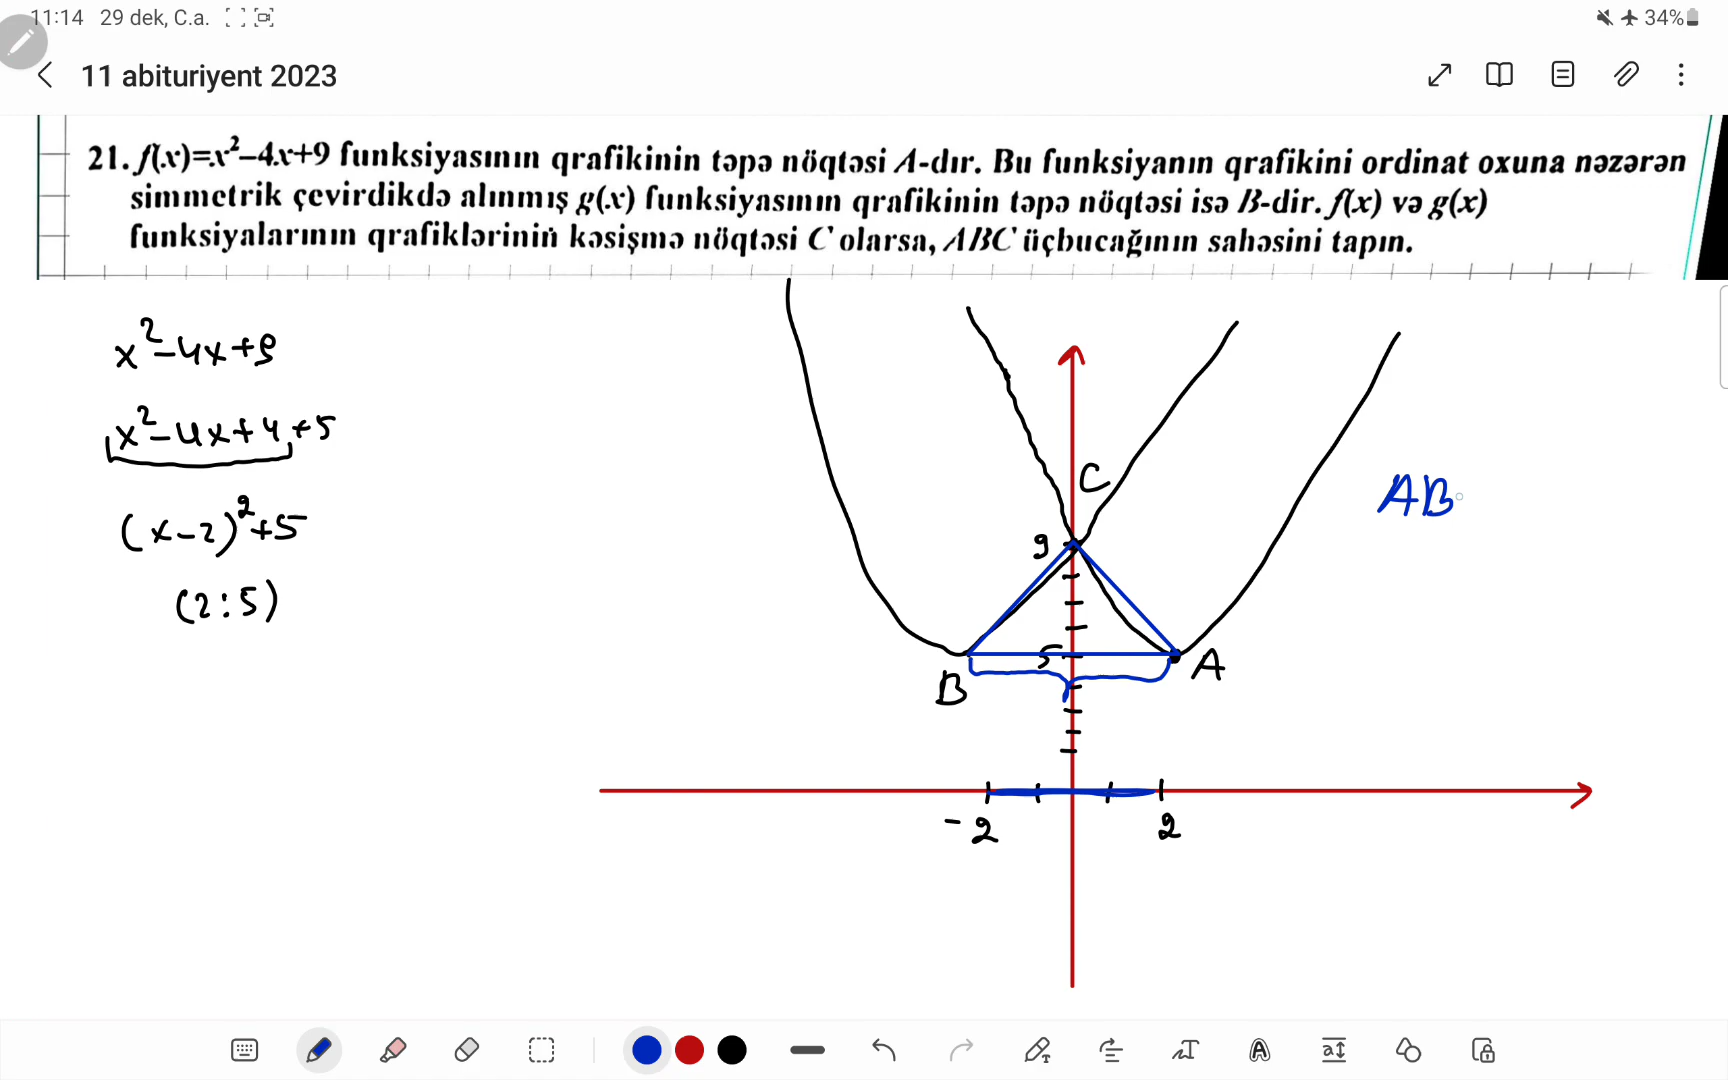 11:14 29 dek, C.a. 34%
11 abituriyent 2023
21. f(x)=x²–4x+9 funksiyasının qrafikinin təpə nöqtəsi A-dır. Bu funksiyanın qrafikini ordinat oxuna nəzərən
simmetrik çevirdikdə alınmış g(x) funksiyasının qrafikinin təpə nöqtəsi isə B-dir. f(x) və g(x)
funksiyalarının qrafiklərinin kəsişmə nöqtəsi C olarsa, ABC üçbucağının sahəsini tapın.
x²-4x+9
x²-4x+4+5
(x-2)²+5
(2:5)
C
AB
9
5
B
A
-2
2